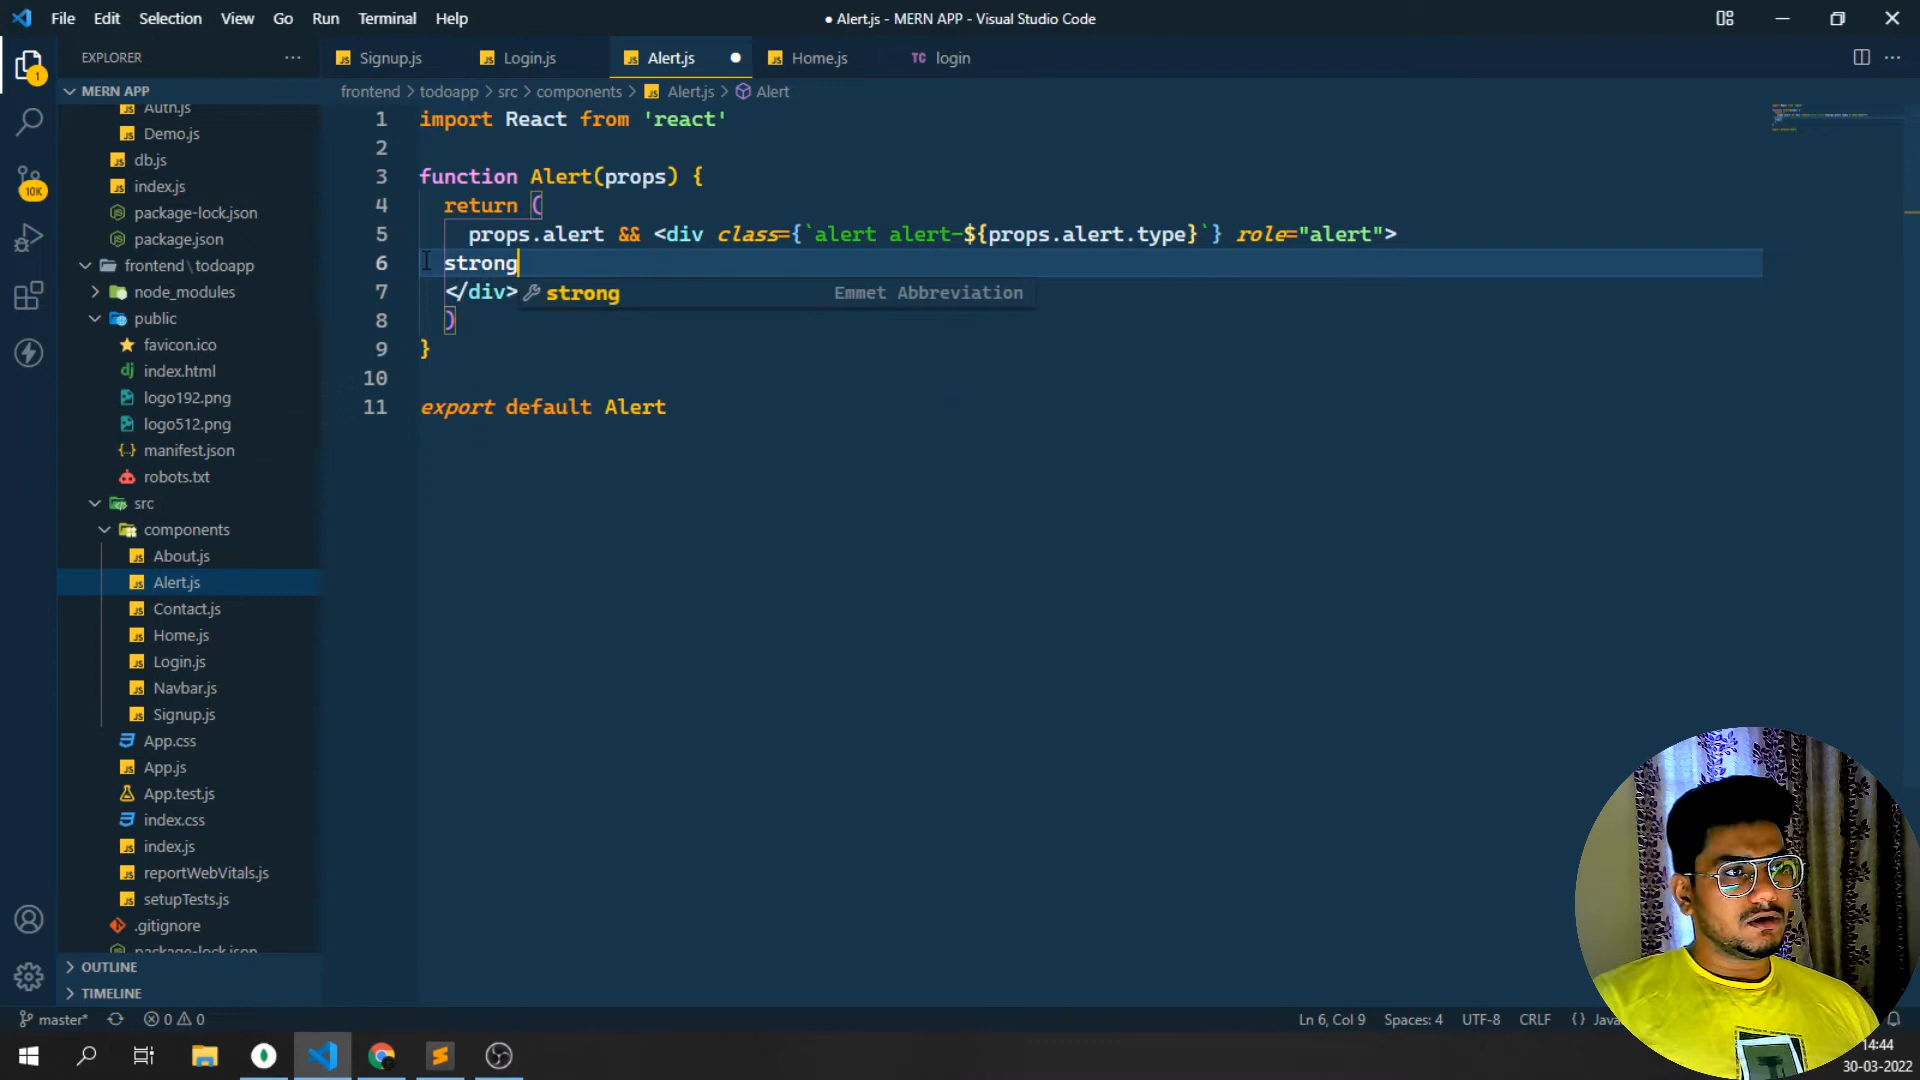 File Edit Selection View Go Run Terminal Help
● Alert.js - MERN APP - Visual Studio Code
EXPLORER
Signup.js
Login.js
Alert.js
Home.js
TC login
1
10K
MERN APP
frontend > todoapp > src > components > Alert.js > Alert
Auth.js
Demo.js
db.js
index.js
package-lock.json
package.json
frontend\todoapp
node_modules
public
favicon.ico
index.html
logo192.png
logo512.png
manifest.json
robots.txt
src
components
About.js
Alert.js
Contact.js
Home.js
Login.js
Navbar.js
Signup.js
App.css
App.js
App.test.js
index.css
index.js
reportWebVitals.js
setupTests.js
.gitignore
package-lock.json
OUTLINE
TIMELINE
1 import React from 'react'
2
3 function Alert(props) {
4 return (
5 props.alert && <div class={`alert alert-${props.alert.type}`} role="alert">
6 strong
7 </div>
strong Emmet Abbreviation
8 )
9 }
10
11 export default Alert
master* 0 0
Ln 6, Col 9 Spaces: 4 UTF-8 CRLF {}
14:44
30-03-2022